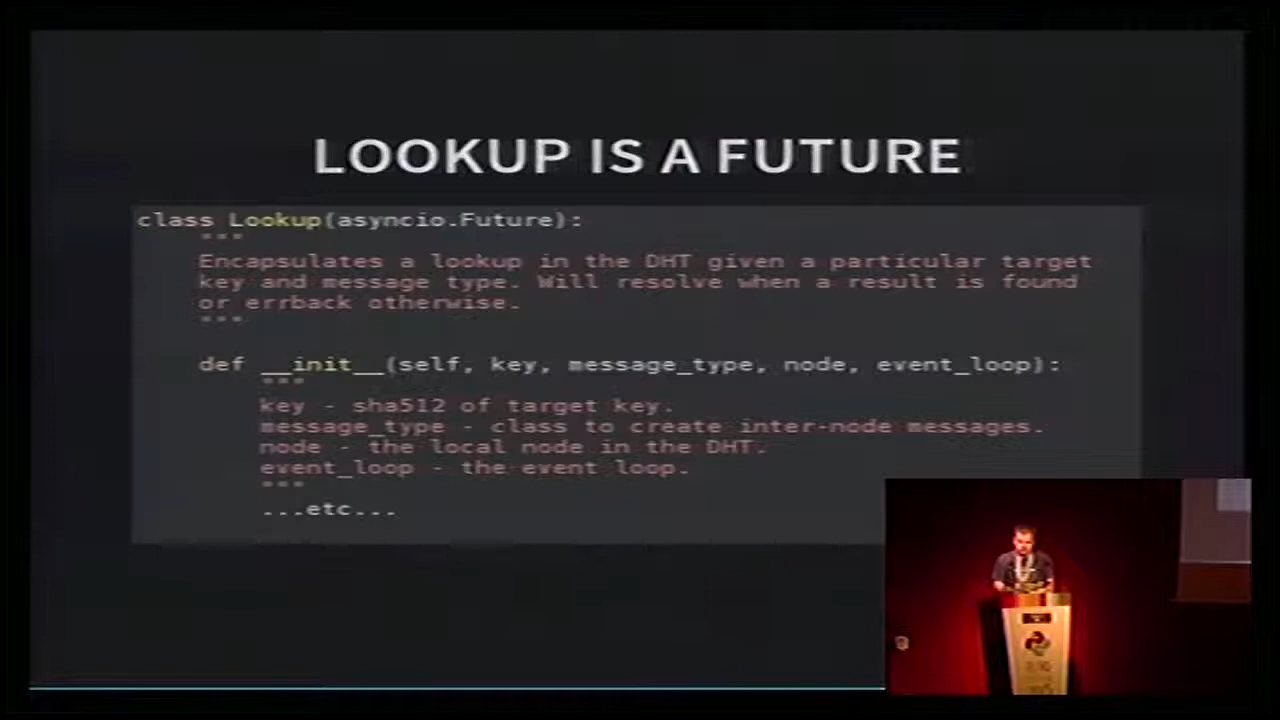 LOOKUP IS A FUTURE
class Lookup(asyncio.Future):
"""
Encapsulates a lookup in the DHT given a particular target
key and message type. Will resolve when a result is found
or errback otherwise.
"""
def __init__(self, key, message_type, node, event_loop):
"""
key - sha512 of target key.
message_type - class to create inter-node messages.
node - the local node in the DHT.
event_loop - the event loop.
"""
...etc...